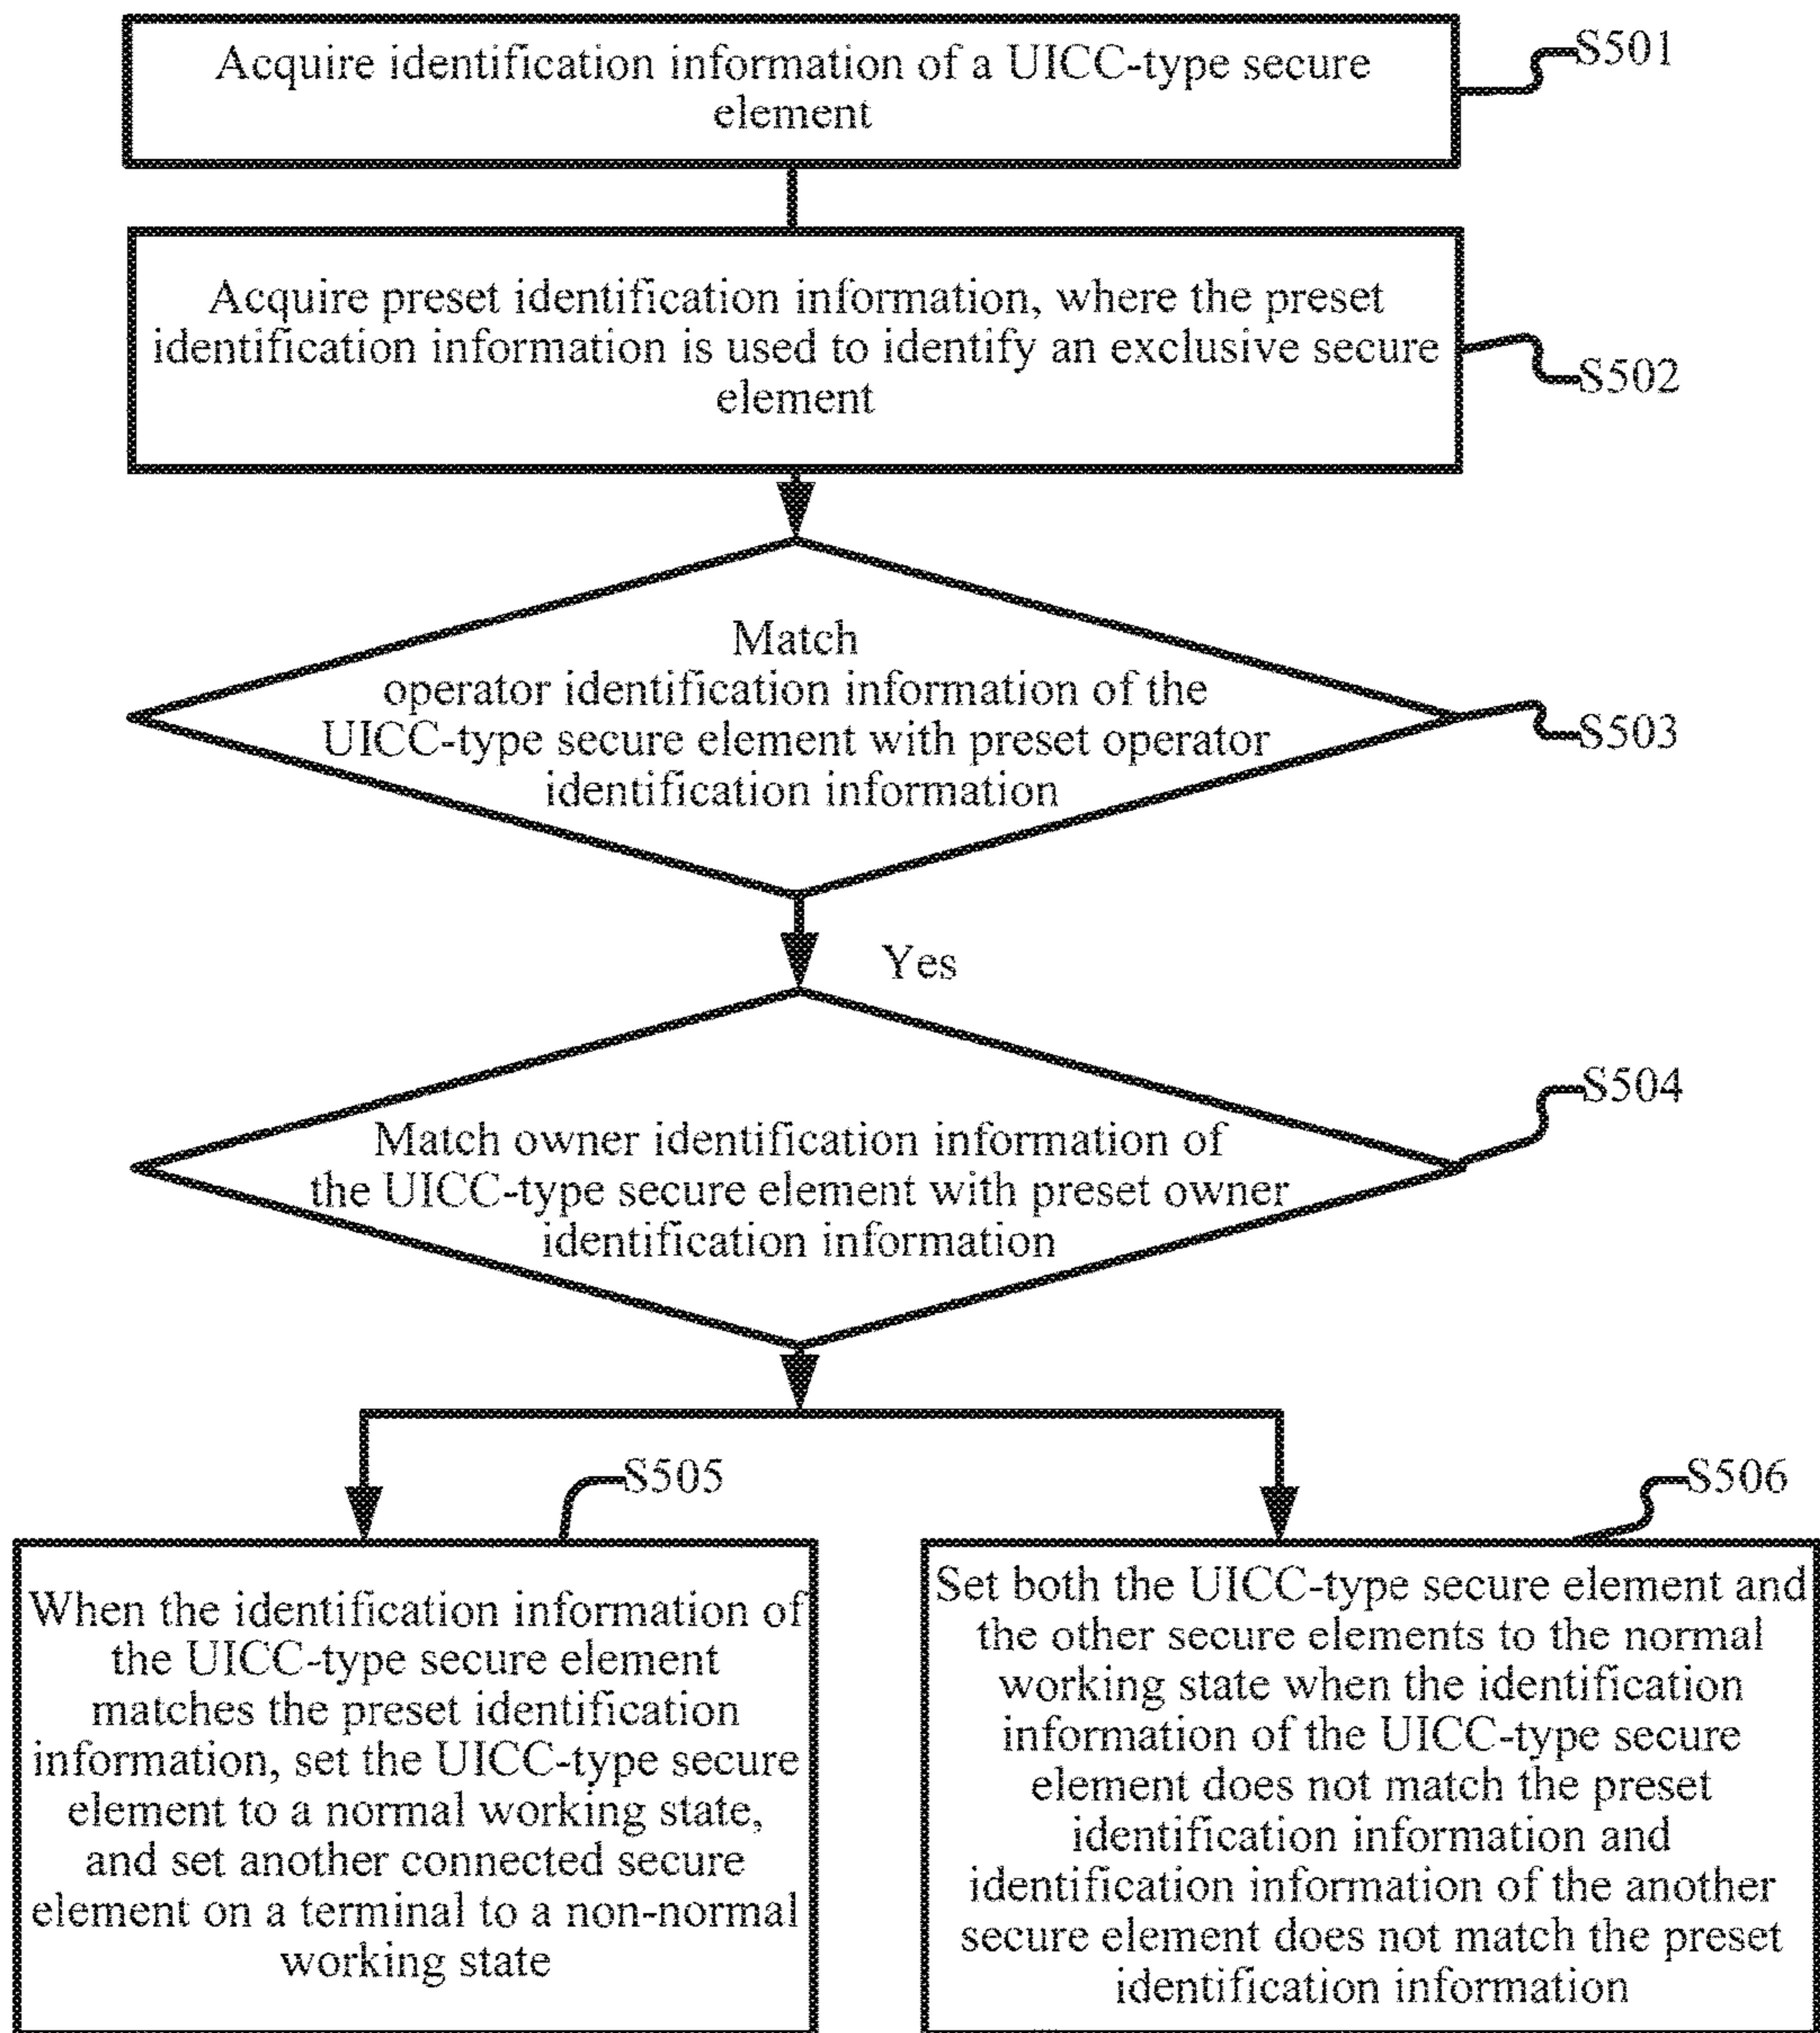 Acquire identification information of a UICC-type secure
element
S501
Acquire preset identification information, where the preset
identification information is used to identify an exclusive secure
element
S502
Match
operator identification information of the
UICC-type secure element with preset operator
identification information
S503
Yes
Match owner identification information of
the UICC-type secure element with preset owner
identification information
S504
S505
When the identification information of
the UICC-type secure element
matches the preset identification
information, set the UICC-type secure
element to a normal working state,
and set another connected secure
element on a terminal to a non-normal
working state
S506
Set both the UICC-type secure element and
the other secure elements to the normal
working state when the identification
information of the UICC-type secure
element does not match the preset
identification information and
identification information of the another
secure element does not match the preset
identification information